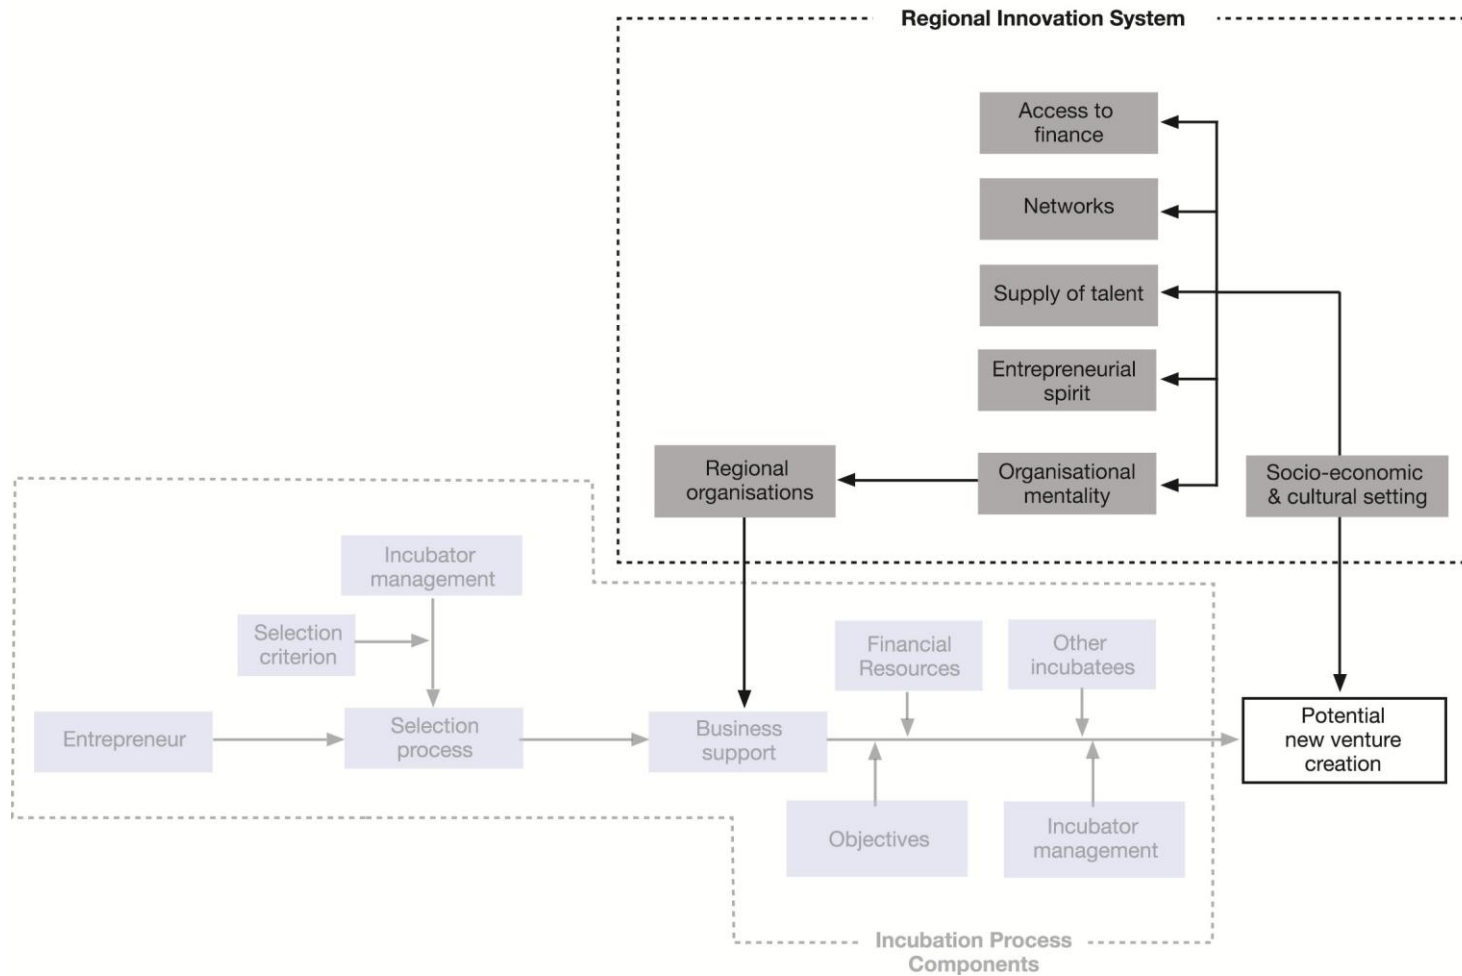 Regional Innovation System
Access to
finance
Networks
Supply of talent
Entrepreneurial
spirit
Regional
organisations
Organisational
mentality
Socio-economic
& cultural setting
Incubator
management
Selection
criterion
Financial
Resources
Other
incubatees
Entrepreneur
Selection
process
Business
support
Potential
new venture
creation
Objectives
Incubator
management
Incubation Process
Components